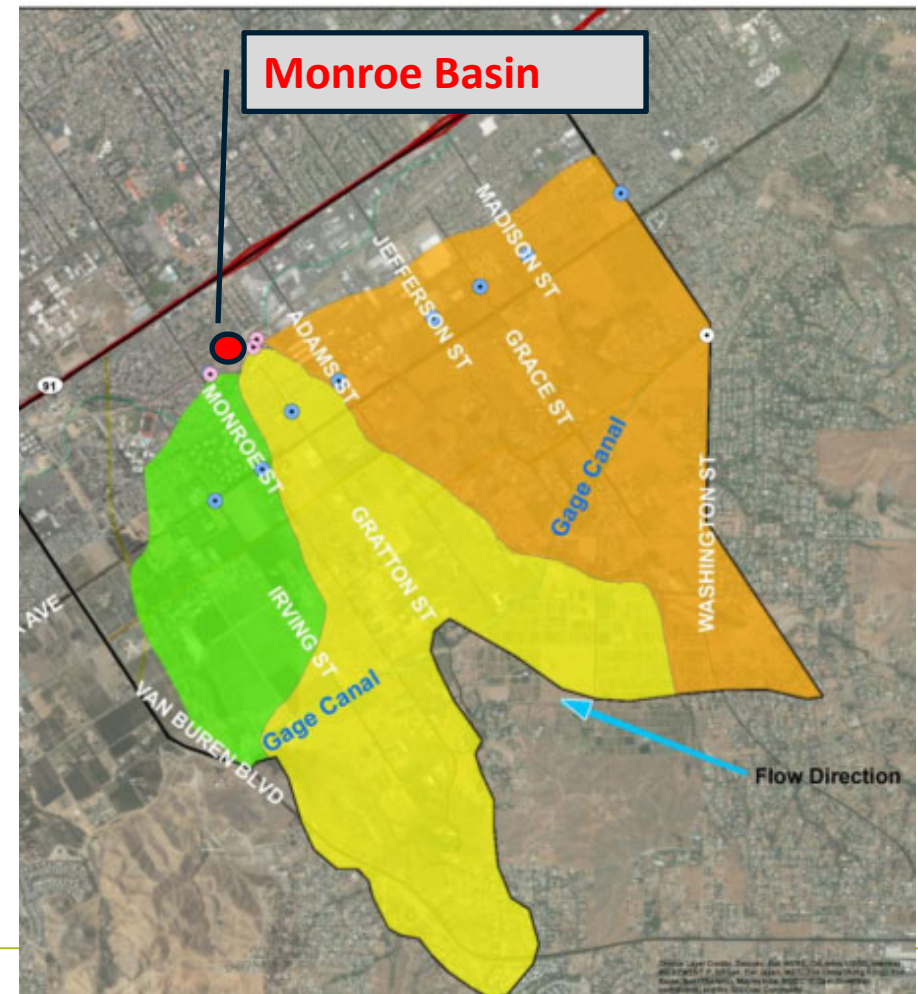 Monroe Basin
MADISON ST
JEFFERSON ST
ADAMS ST
GRACE ST
91
MONROE ST
Gage Canal
WASHINGTON ST
GRATTON ST
AVE
IRVING ST
Gage Canal
VAN BUREN BLVD
Flow Direction